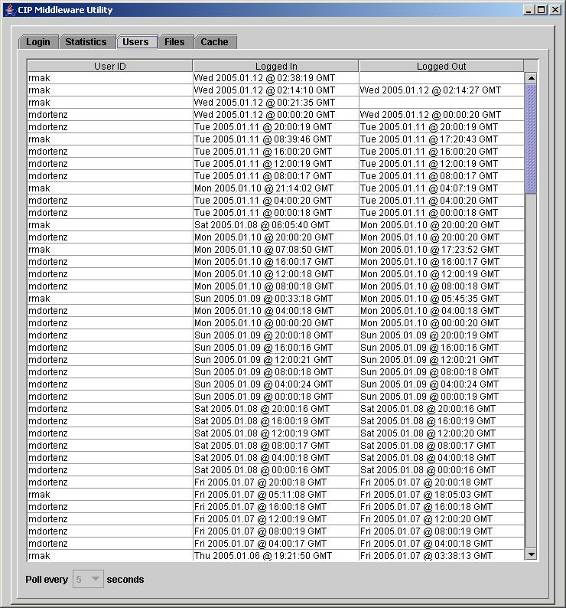 CIP Middleware Utility
Login Statistics Users Files Cache
User ID Logged In Logged Out
rmak Wed 2005.01.12 @ 02:38:19 GMT
rmak Wed 2005.01.12 @ 02:14:10 GMT Wed 2005.01.12 @ 02:14:27 GMT
rmak Wed 2005.01.12 @ 00:21:35 GMT
mdortenz Wed 2005.01.12 @ 00:00:20 GMT Wed 2005.01.12 @ 00:00:20 GMT
mdortenz Tue 2005.01.11 @ 20:00:19 GMT Tue 2005.01.11 @ 20:00:19 GMT
rmak Tue 2005.01.11 @ 08:39:46 GMT Tue 2005.01.11 @ 17:20:43 GMT
mdortenz Tue 2005.01.11 @ 16:00:20 GMT Tue 2005.01.11 @ 16:00:20 GMT
mdortenz Tue 2005.01.11 @ 12:00:19 GMT Tue 2005.01.11 @ 12:00:19 GMT
mdortenz Tue 2005.01.11 @ 08:00:17 GMT Tue 2005.01.11 @ 08:00:17 GMT
rmak Mon 2005.01.10 @ 21:14:02 GMT Tue 2005.01.11 @ 04:07:19 GMT
mdortenz Tue 2005.01.11 @ 04:00:20 GMT Tue 2005.01.11 @ 04:00:20 GMT
mdortenz Tue 2005.01.11 @ 00:00:18 GMT Tue 2005.01.11 @ 00:00:18 GMT
rmak Sat 2005.01.08 @ 06:05:40 GMT Mon 2005.01.10 @ 20:00:20 GMT
mdortenz Mon 2005.01.10 @ 20:00:20 GMT Mon 2005.01.10 @ 20:00:20 GMT
rmak Mon 2005.01.10 @ 07:08:50 GMT Mon 2005.01.10 @ 17:23:52 GMT
mdortenz Mon 2005.01.10 @ 16:00:17 GMT Mon 2005.01.10 @ 16:00:17 GMT
mdortenz Mon 2005.01.10 @ 12:00:18 GMT Mon 2005.01.10 @ 12:00:19 GMT
mdortenz Mon 2005.01.10 @ 08:00:18 GMT Mon 2005.01.10 @ 08:00:18 GMT
rmak Sun 2005.01.09 @ 00:33:18 GMT Mon 2005.01.10 @ 05:45:35 GMT
mdortenz Mon 2005.01.10 @ 04:00:18 GMT Mon 2005.01.10 @ 04:00:18 GMT
mdortenz Mon 2005.01.10 @ 00:00:20 GMT Mon 2005.01.10 @ 00:00:20 GMT
mdortenz Sun 2005.01.09 @ 20:00:19 GMT Sun 2005.01.09 @ 20:00:19 GMT
mdortenz Sun 2005.01.09 @ 16:00:16 GMT Sun 2005.01.09 @ 16:00:16 GMT
mdortenz Sun 2005.01.09 @ 12:00:21 GMT Sun 2005.01.09 @ 12:00:21 GMT
mdortenz Sun 2005.01.09 @ 08:00:18 GMT Sun 2005.01.09 @ 08:00:18 GMT
mdortenz Sun 2005.01.09 @ 04:00:24 GMT Sun 2005.01.09 @ 04:00:24 GMT
mdortenz Sun 2005.01.09 @ 00:00:18 GMT Sun 2005.01.09 @ 00:00:19 GMT
mdortenz Sat 2005.01.08 @ 20:00:16 GMT Sat 2005.01.08 @ 20:00:16 GMT
mdortenz Sat 2005.01.08 @ 16:00:19 GMT Sat 2005.01.08 @ 16:00:19 GMT
mdortenz Sat 2005.01.08 @ 12:00:19 GMT Sat 2005.01.08 @ 12:00:20 GMT
mdortenz Sat 2005.01.08 @ 08:00:17 GMT Sat 2005.01.08 @ 08:00:17 GMT
mdortenz Sat 2005.01.08 @ 04:00:18 GMT Sat 2005.01.08 @ 04:00:18 GMT
mdortenz Sat 2005.01.08 @ 00:00:16 GMT Sat 2005.01.08 @ 00:00:16 GMT
mdortenz Fri 2005.01.07 @ 20:00:18 GMT Fri 2005.01.07 @ 20:00:18 GMT
rmak Fri 2005.01.07 @ 05:11:08 GMT Fri 2005.01.07 @ 18:05:03 GMT
mdortenz Fri 2005.01.07 @ 16:00:18 GMT Fri 2005.01.07 @ 16:00:18 GMT
mdortenz Fri 2005.01.07 @ 12:00:19 GMT Fri 2005.01.07 @ 12:00:20 GMT
mdortenz Fri 2005.01.07 @ 08:00:19 GMT Fri 2005.01.07 @ 08:00:19 GMT
mdortenz Fri 2005.01.07 @ 04:00:17 GMT Fri 2005.01.07 @ 04:00:18 GMT
rmak Thu 2005.01.06 @ 19:21:50 GMT Fri 2005.01.07 @ 03:38:13 GMT
Poll every 5 seconds